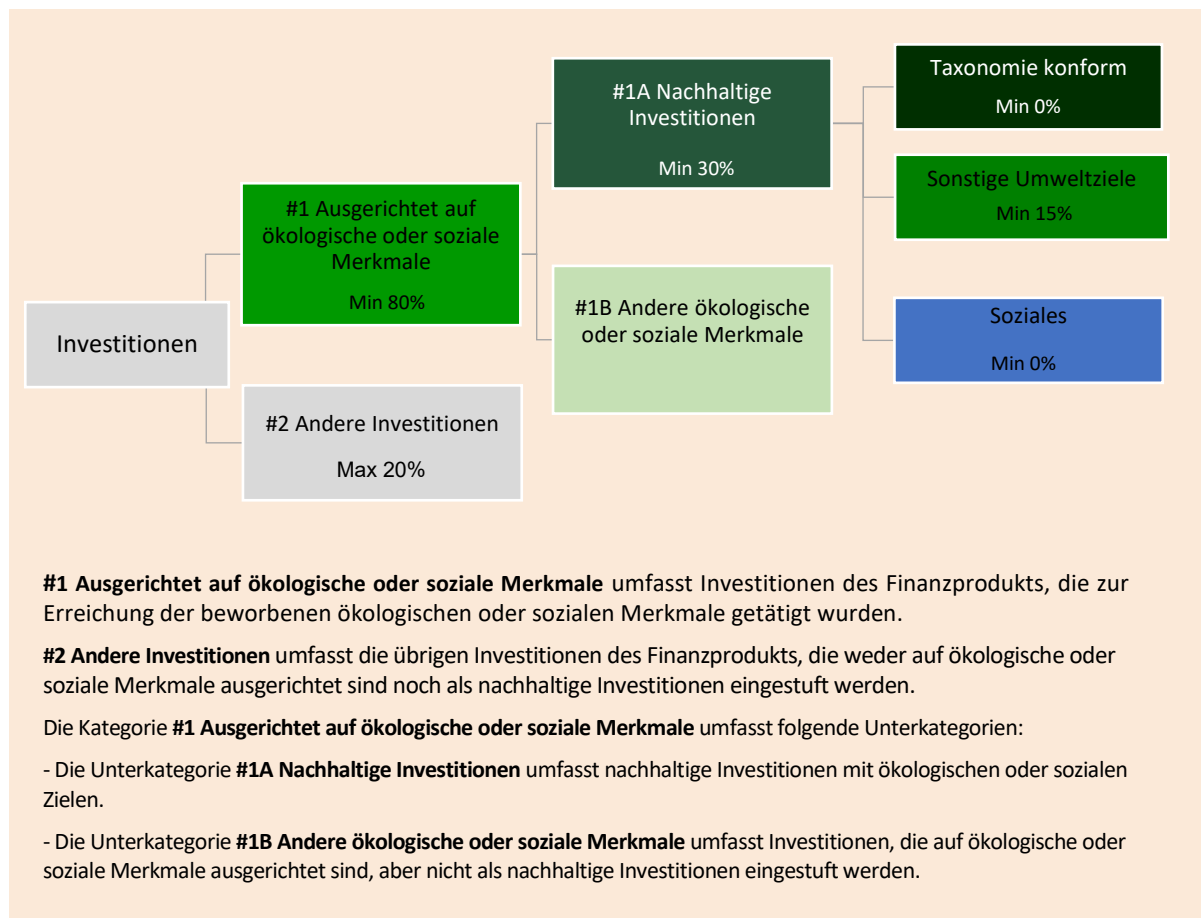 Taxonomie konform
Min 0%
#1A Nachhaltige
Investitionen
Min 30%
Sonstige Umweltziele
Min 15%
#1 Ausgerichtet auf
ökologische oder soziale
Merkmale
Min 80%
#1B Andere ökologische
oder soziale Merkmale
Soziales
Min 0%
Investitionen
#2 Andere Investitionen
Max 20%
#1 Ausgerichtet auf ökologische oder soziale Merkmale umfasst Investitionen des Finanzprodukts, die zur
Erreichung der beworbenen ökologischen oder sozialen Merkmale getätigt wurden.
#2 Andere Investitionen umfasst die übrigen Investitionen des Finanzprodukts, die weder auf ökologische oder
soziale Merkmale ausgerichtet sind noch als nachhaltige Investitionen eingestuft werden.
Die Kategorie #1 Ausgerichtet auf ökologische oder soziale Merkmale umfasst folgende Unterkategorien:
- Die Unterkategorie #1A Nachhaltige Investitionen umfasst nachhaltige Investitionen mit ökologischen oder sozialen
Zielen.
- Die Unterkategorie #1B Andere ökologische oder soziale Merkmale umfasst Investitionen, die auf ökologische oder
soziale Merkmale ausgerichtet sind, aber nicht als nachhaltige Investitionen eingestuft werden.